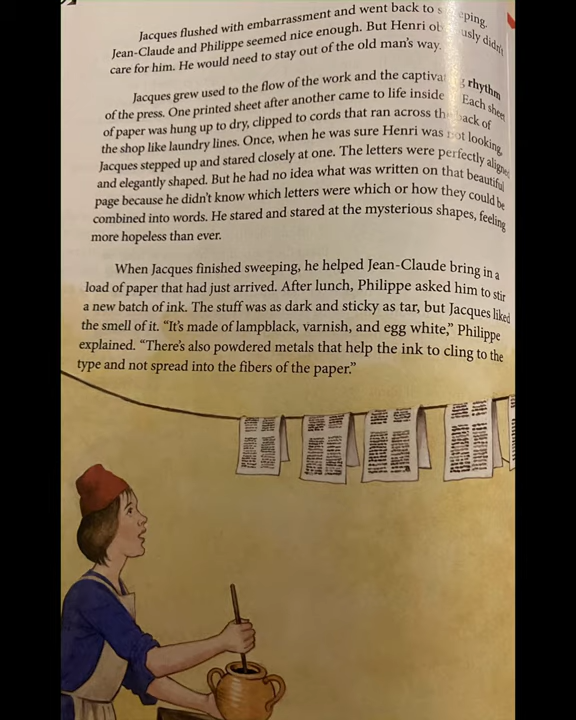 Jacques flushed with embarrassment and went back to
Jean-Claude and Philippe seemed nice enough. But Henri
care for him. He would need to stay out of the old man's way.
Jacques grew used to the flow of the work and the rhythm
of the press. One printed sheet after another came to life inside Each sheet
of paper was hung up to dry, clipped to cords that ran across the back of
the shop like laundry lines. Once, when he was sure Henri was not looking,
Jacques stepped up and stared closely at one. The letters were perfectly aligned
and elegantly shaped. But he had no idea what was written on that beautiful
page because he didn't know which letters were which or how they could be
combined into words. He stared and stared at the mysterious shapes, feeling
more hopeless than ever.
When Jacques finished sweeping, he helped Jean-Claude bring in a
load of paper that had just arrived. After lunch, Philippe asked him to stir
a new batch of ink. The stuff was as dark and sticky as tar, but Jacques liked
the smell of it. “It's made of lampblack, varnish, and egg white,” Philippe
explained. “There's also powdered metals that help the ink to cling to the
type and not spread into the fibers of the paper.”